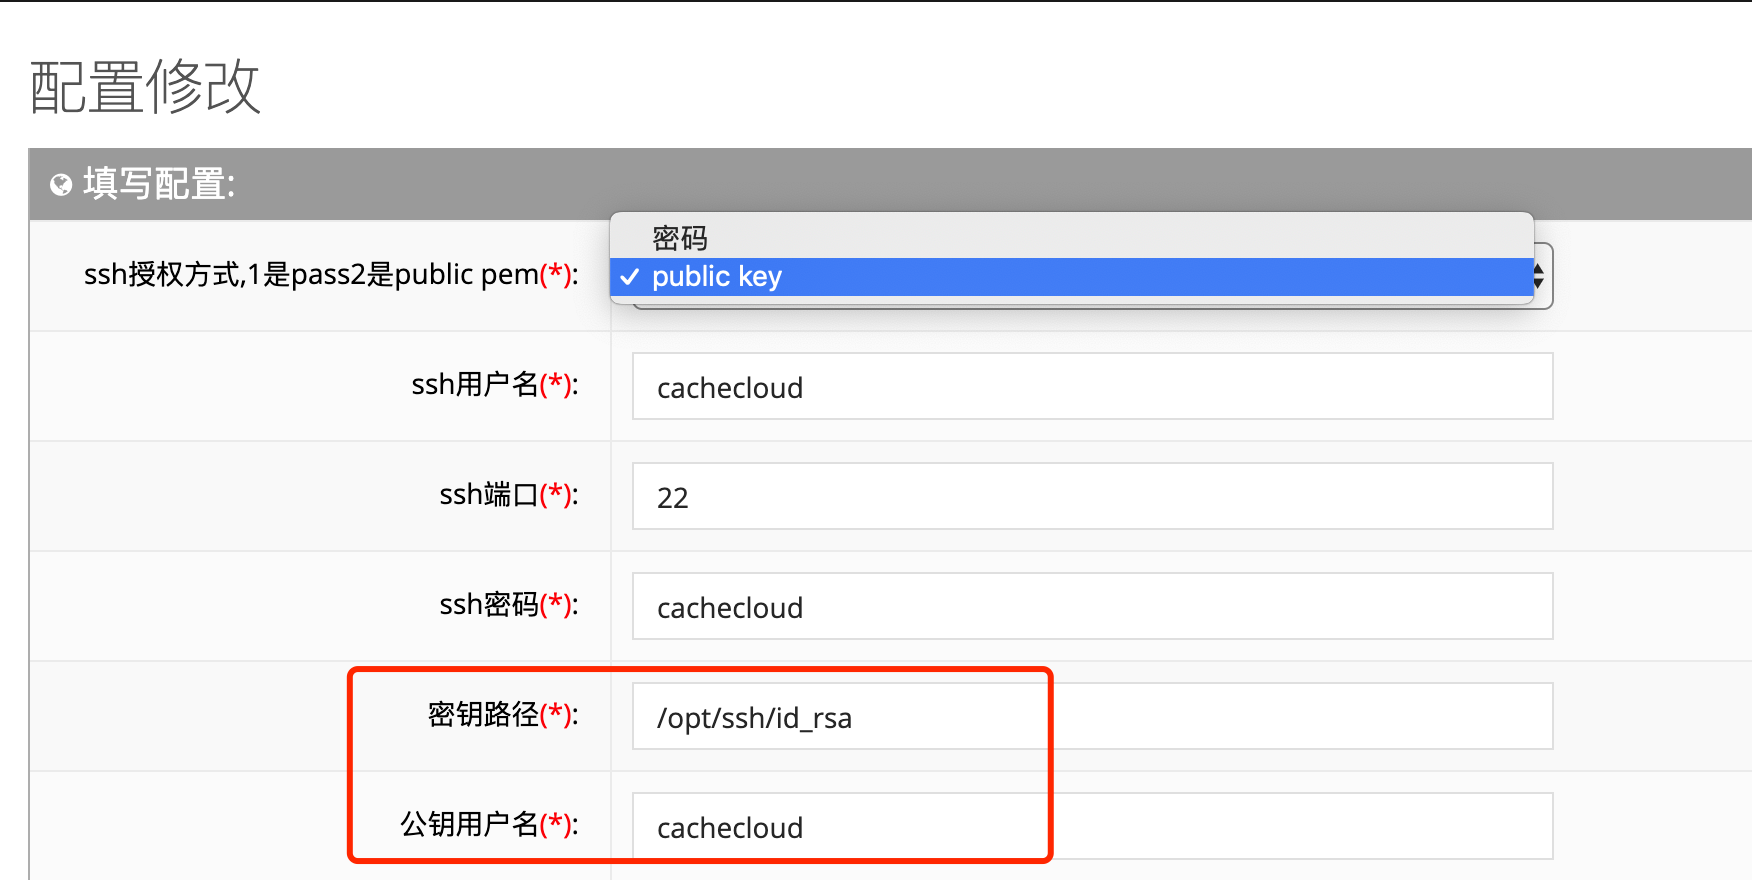 配置修改
填写配置:
密码
ssh授权方式,1是pass2是public pem(*):
public key
ssh用户名(*):
cachecloud
ssh端口(*):
22
ssh密码(*):
cachecloud
密钥路径(*):
/opt/ssh/id_rsa
公钥用户名(*):
cachecloud